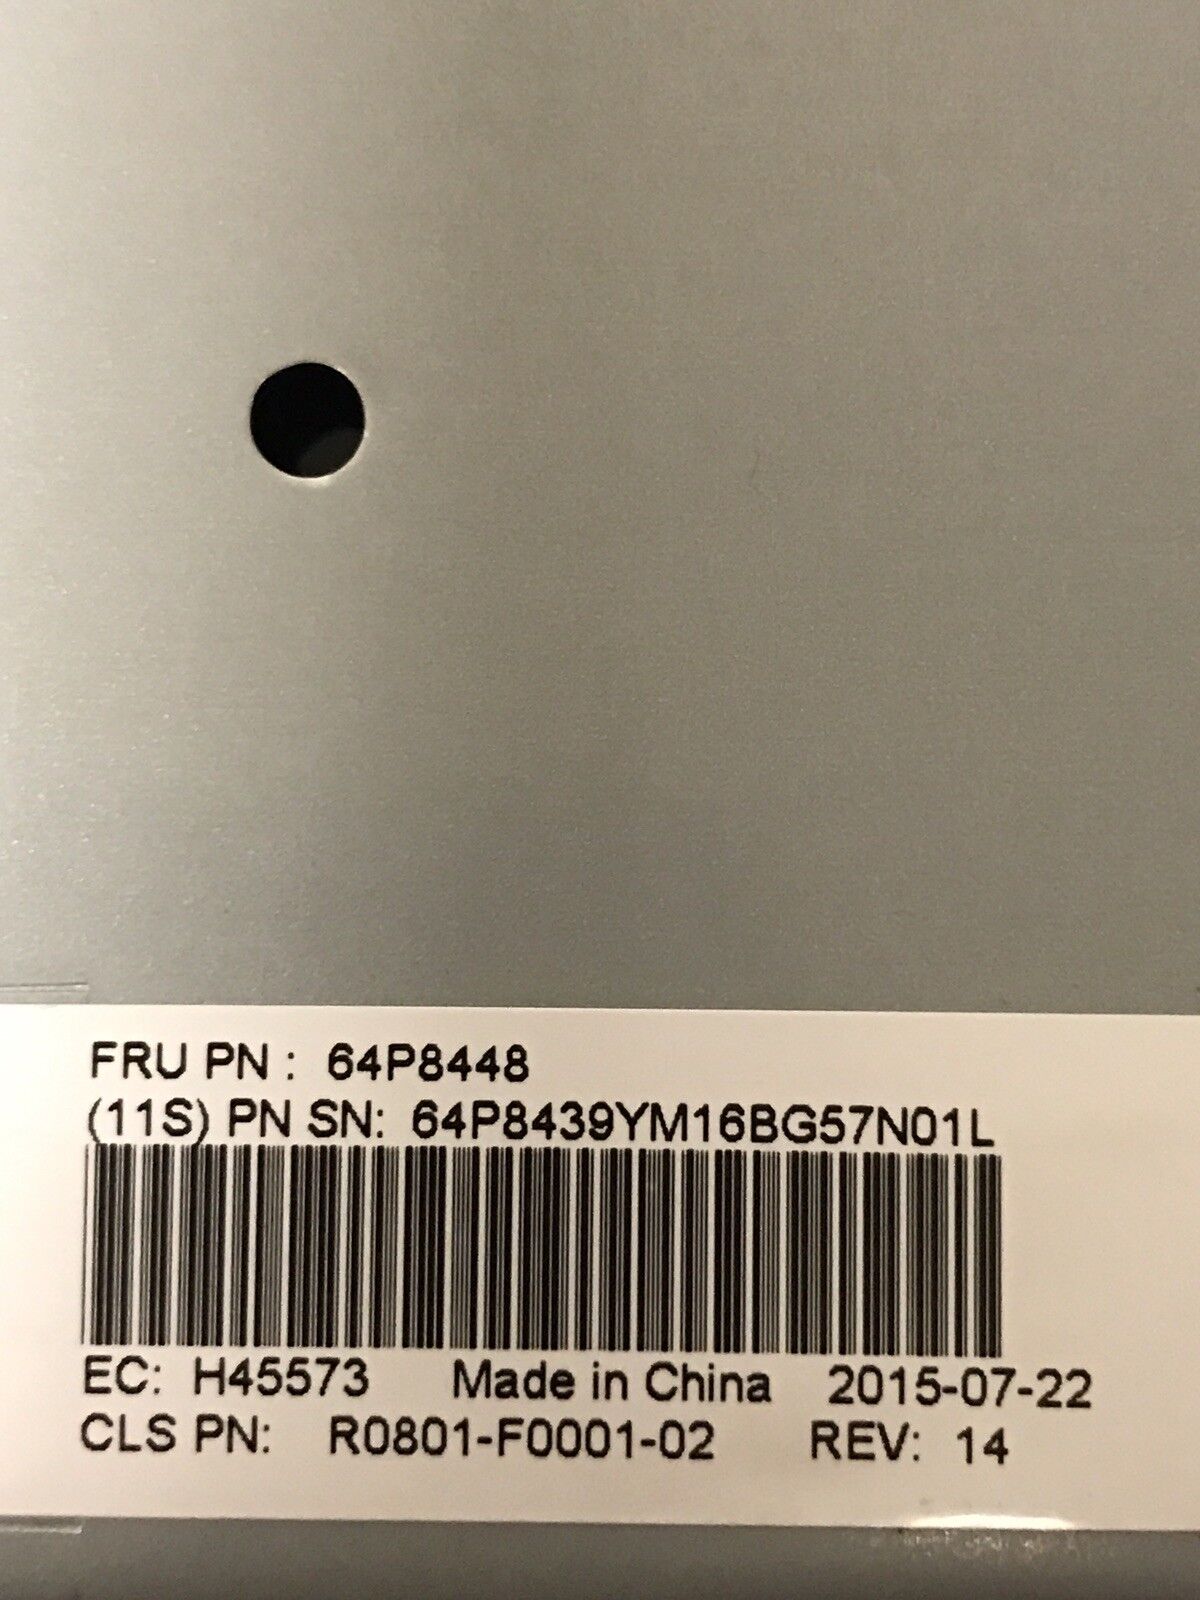 FRU PN : 64P8448
(11S) PN SN: 64P8439YM16BG57N01L
EC: H45573 Made in China 2015-07-22
CLS PN: R0801-F0001-02 REV: 14